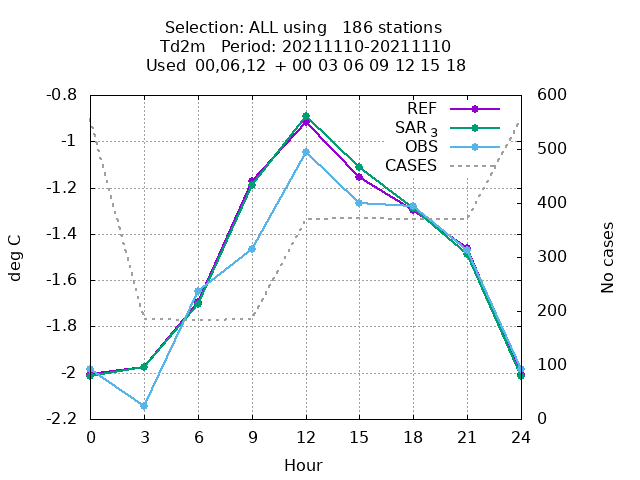 Selection: ALL using   186 stations
Td2m   Period: 20211110-20211110
Used  00,06,12  + 00 03 06 09 12 15 18
-0.8
-1
-1.2
-1.4
-1.6
-1.8
-2
-2.2
deg C
REF
SAR 3
OBS
CASES
600
500
400
300
200
100
0
No cases
0 3 6 9 12 15 18 21 24
Hour